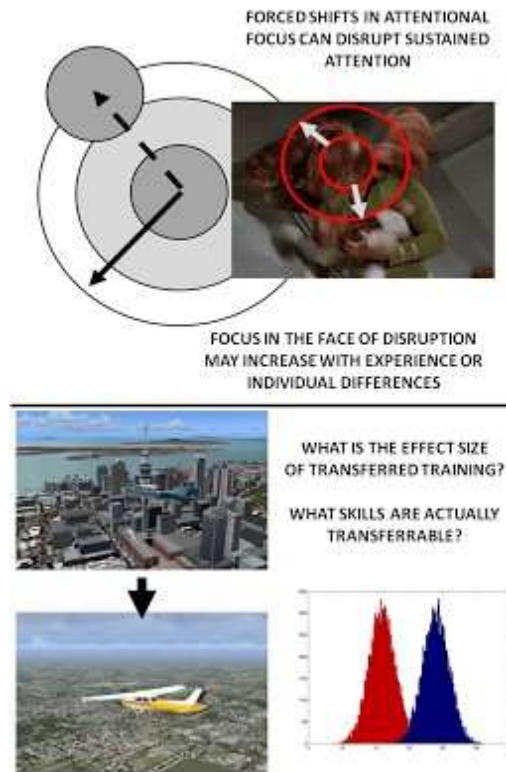 FORCED SHIFTS IN ATTENTIONAL
FOCUS CAN DISRUPT SUSTAINED
ATTENTION
FOCUS IN THE FACE OF DISRUPTION
MAY INCREASE WITH EXPERIENCE OR
INDIVIDUAL DIFFERENCES
WHAT IS THE EFFECT SIZE
OF TRANSFERRED TRAINING?
WHAT SKILLS ARE ACTUALLY
TRANSFERRABLE?